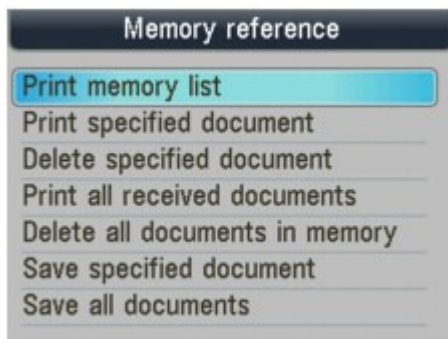 Memory reference
Print memory list
Print specified document
Delete specified document
Print all received documents
Delete all documents in memory
Save specified document
Save all documents